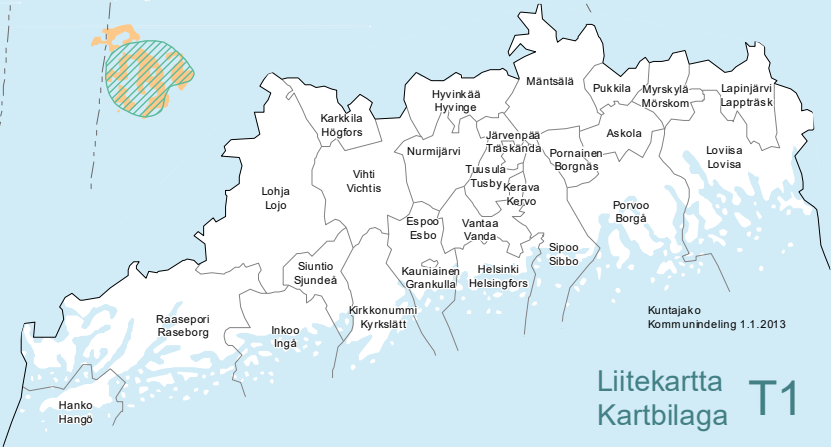 Mäntsälä
Pukkila
Myrskylä
Mörskom
Lapinjärvi
Lappträsk
Hyvinkää
Hyvinge
Karkkila
Högfors
Järvenpää
Träskända
Askola
Nurmijärvi
Pornainen
Borgnäs
Loviisa
Lovisa
Vihti
Vichtis
Tuusula
Tusby
Kerava
Kervo
Lohja
Lojo
Porvoo
Borgå
Espoo
Esbo
Vantaa
Vanda
Sipoo
Sibbo
Siuntio
Sjundeå
Kauniainen
Grankulla
Helsinki
Helsingfors
Raasepori
Raseborg
Inkoo
Ingå
Kirkkonummi
Kyrkslätt
Kuntajako
Kommunindeling 1.1.2013
Hanko
Hangö
Liitekartta
Kartbilaga
T1